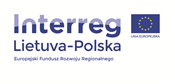 Interreg
Lietuva-Polska
UNIA EUROPEJSKA
Europejski Fundusz Rozwoju Regionalnego